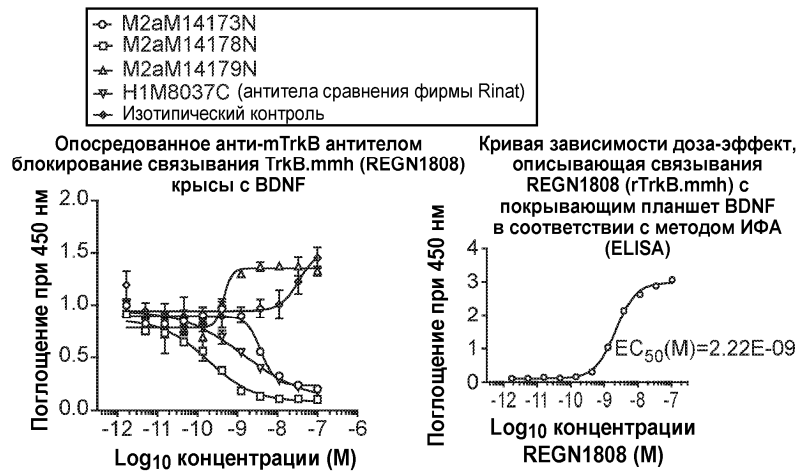 M2aM14173N
M2aM14178N
M2aM14179N
H1M8037C (антитела сравнения фирмы Rinat)
Изотипический контроль
Опосредованное анти-mTrkB антителом
блокирование связывания TrkB.mmh (REGN1808)
крысы с BDNF
Поглощение при 450 нм
2.0
1.5
1.0
0.5
0.0
-12 -11 -10 -9 -8 -7 -6
Log10 концентрации (М)
Кривая зависимости доза-эффект,
описывающая связывания
REGN1808 (rTrkB.mmh) с
покрывающим планшет BDNF
в соответствии с методом ИФА
(ELISA)
Поглощение при 450 нм
4
3
2
1
0
EC50(M)=2.22E-09
-12 -11 -10 -9 -8 -7 -6
Log10 концентрации
REGN1808 (М)